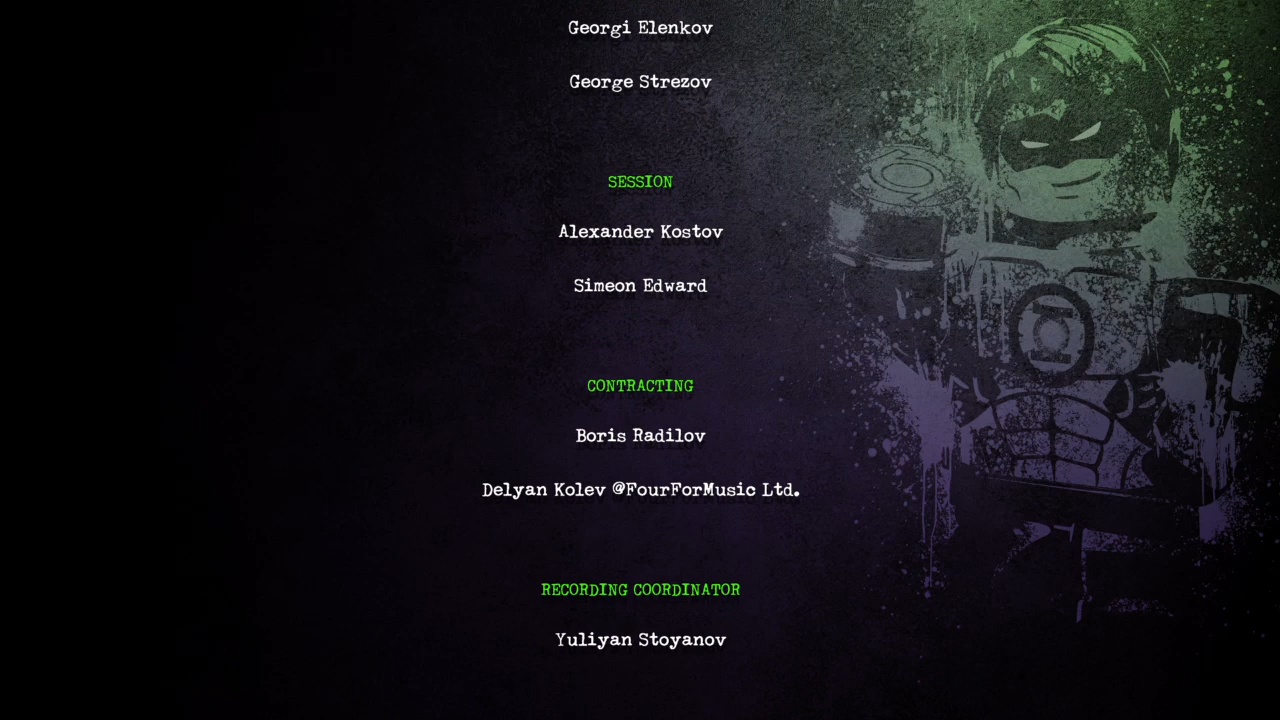 Georgi Elenkov
George Strezov
SESSION
Alexander Kostov
Simeon Edward
CONTRACTING
Boris Radilov
Delyan Kolev @FourForMusic Ltd.
RECORDING COORDINATOR
Yuliyan Stoyanov